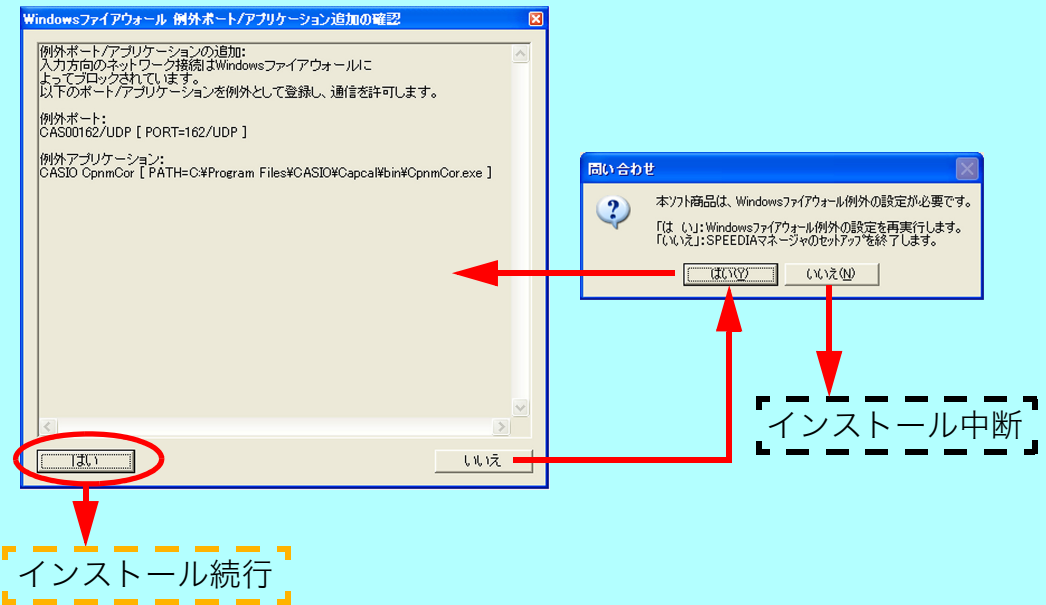 Windowsファイアウォール 例外ポート/アプリケーション追加の確認
例外ポート/アプリケーションの追加:
入力方向のネットワーク接続はWindowsファイアウォールに
よってブロックされています。
以下のポート/アプリケーションを例外として登録し、通信を許可します。
例外ポート:
CAS00162/UDP [ PORT=162/UDP ]
例外アプリケーション:
CASIO CpnmCor [ PATH=C:¥Program Files¥CASIO¥Capcal¥bin¥CpnmCor.exe ]
はい
いいえ
問い合わせ
本ソフト商品は、Windowsファイアウォール例外の設定が必要です。
「は い」:Windowsファイアウォール例外の設定を再実行します。
「いいえ」:SPEEDIAマネージャのセットアップを終了します。
はい(Y)
いいえ(N)
インストール中断
インストール続行